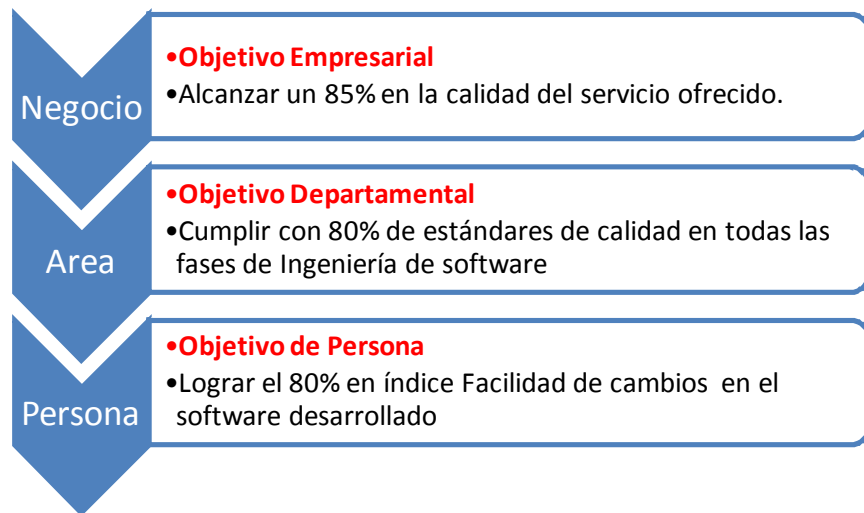 Negocio
•Objetivo Empresarial
•Alcanzar un 85% en la calidad del servicio ofrecido.
Area
•Objetivo Departamental
•Cumplir con 80% de estándares de calidad en todas las
fases de Ingeniería de software
Persona
•Objetivo de Persona
•Lograr el 80% en índice Facilidad de cambios en el
software desarrollado